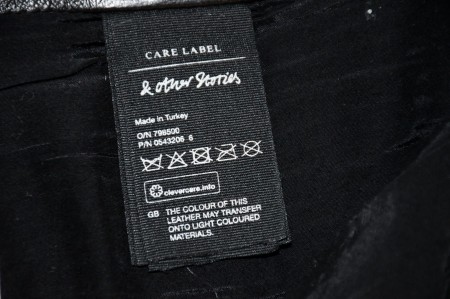 CARE LABEL
& other Stories
Made in Turkey
O/N 798500
P/N 0543206 6
clevercare.info
GB THE COLOUR OF THIS
LEATHER MAY TRANSFER
ONTO LIGHT COLOURED
MATERIALS.